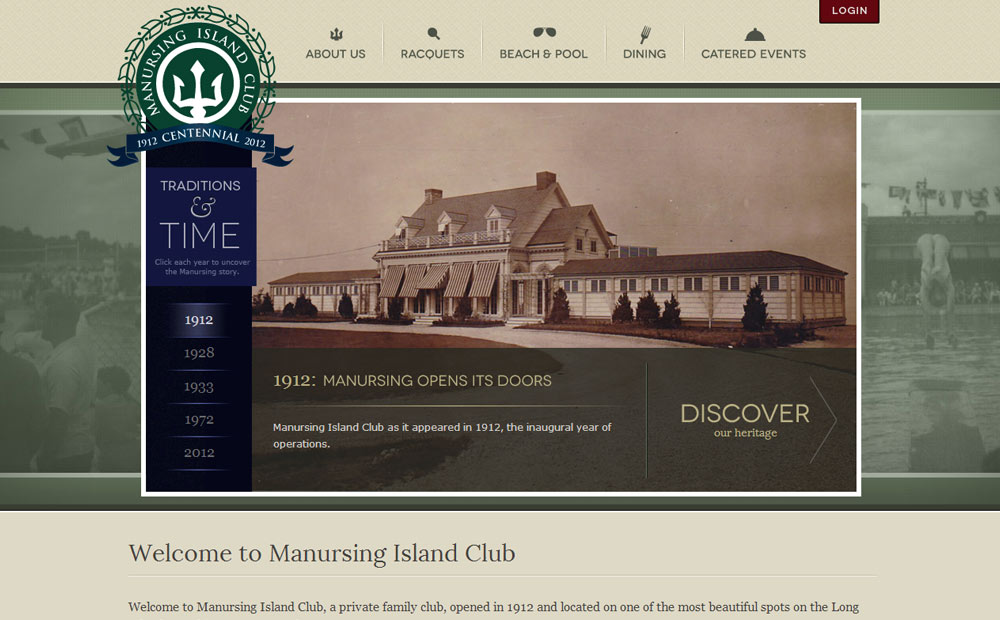 LOGIN
ABOUT US
RACQUETS
BEACH & POOL
DINING
CATERED EVENTS
MANURSING ISLAND CLUB
1912 CENTENNIAL 2012
TRADITIONS
&
TIME
Click each year to uncover
the Manursing story.
1912
1928
1933
1972
2012
1912: MANURSING OPENS ITS DOORS
Manursing Island Club as it appeared in 1912, the inaugural year of
operations.
DISCOVER
our heritage
Welcome to Manursing Island Club
Welcome to Manursing Island Club, a private family club, opened in 1912 and located on one of the most beautiful spots on the Long